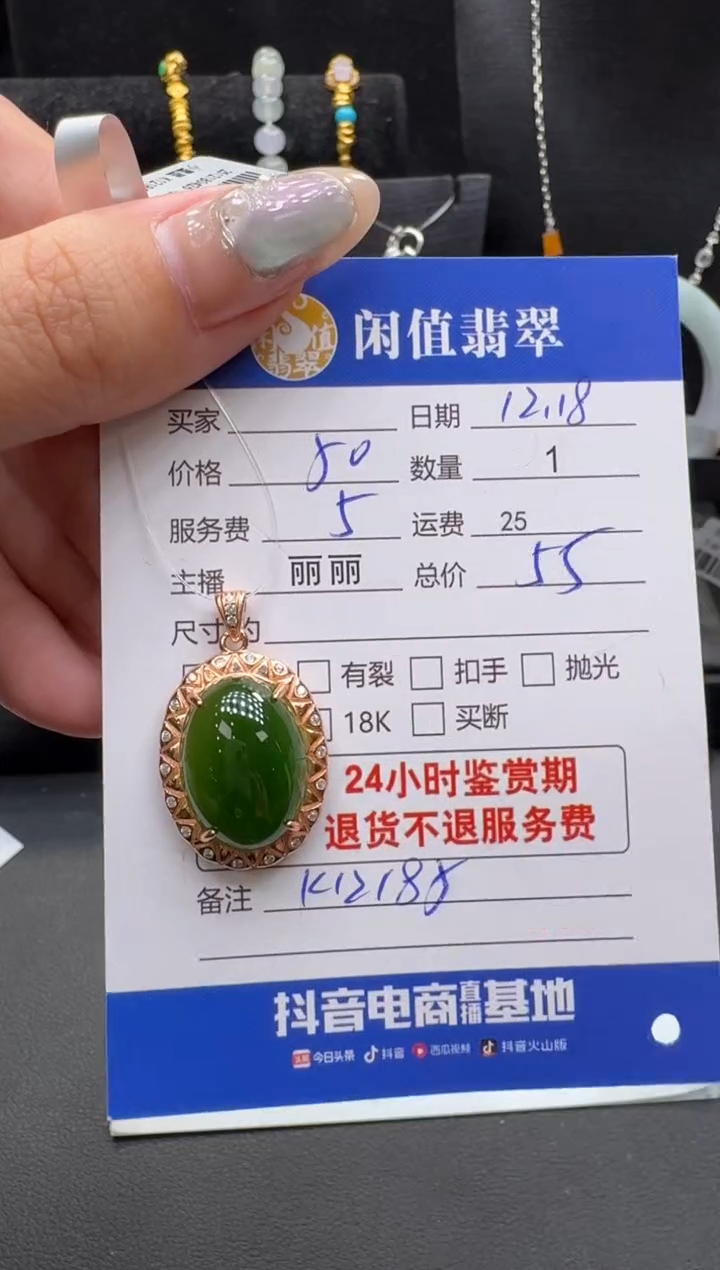 闲值翡翠
买家 日期 12.18
价格 50 数量 1
服务费 5 运费 25
主播 丽丽 总价 55
尺寸 约
有裂 扣手 抛光
18K 买断
24小时鉴赏期
退货不退服务费
备注 K12188
抖音电商直播基地
今日头条 抖音 西瓜视频 抖音火山版